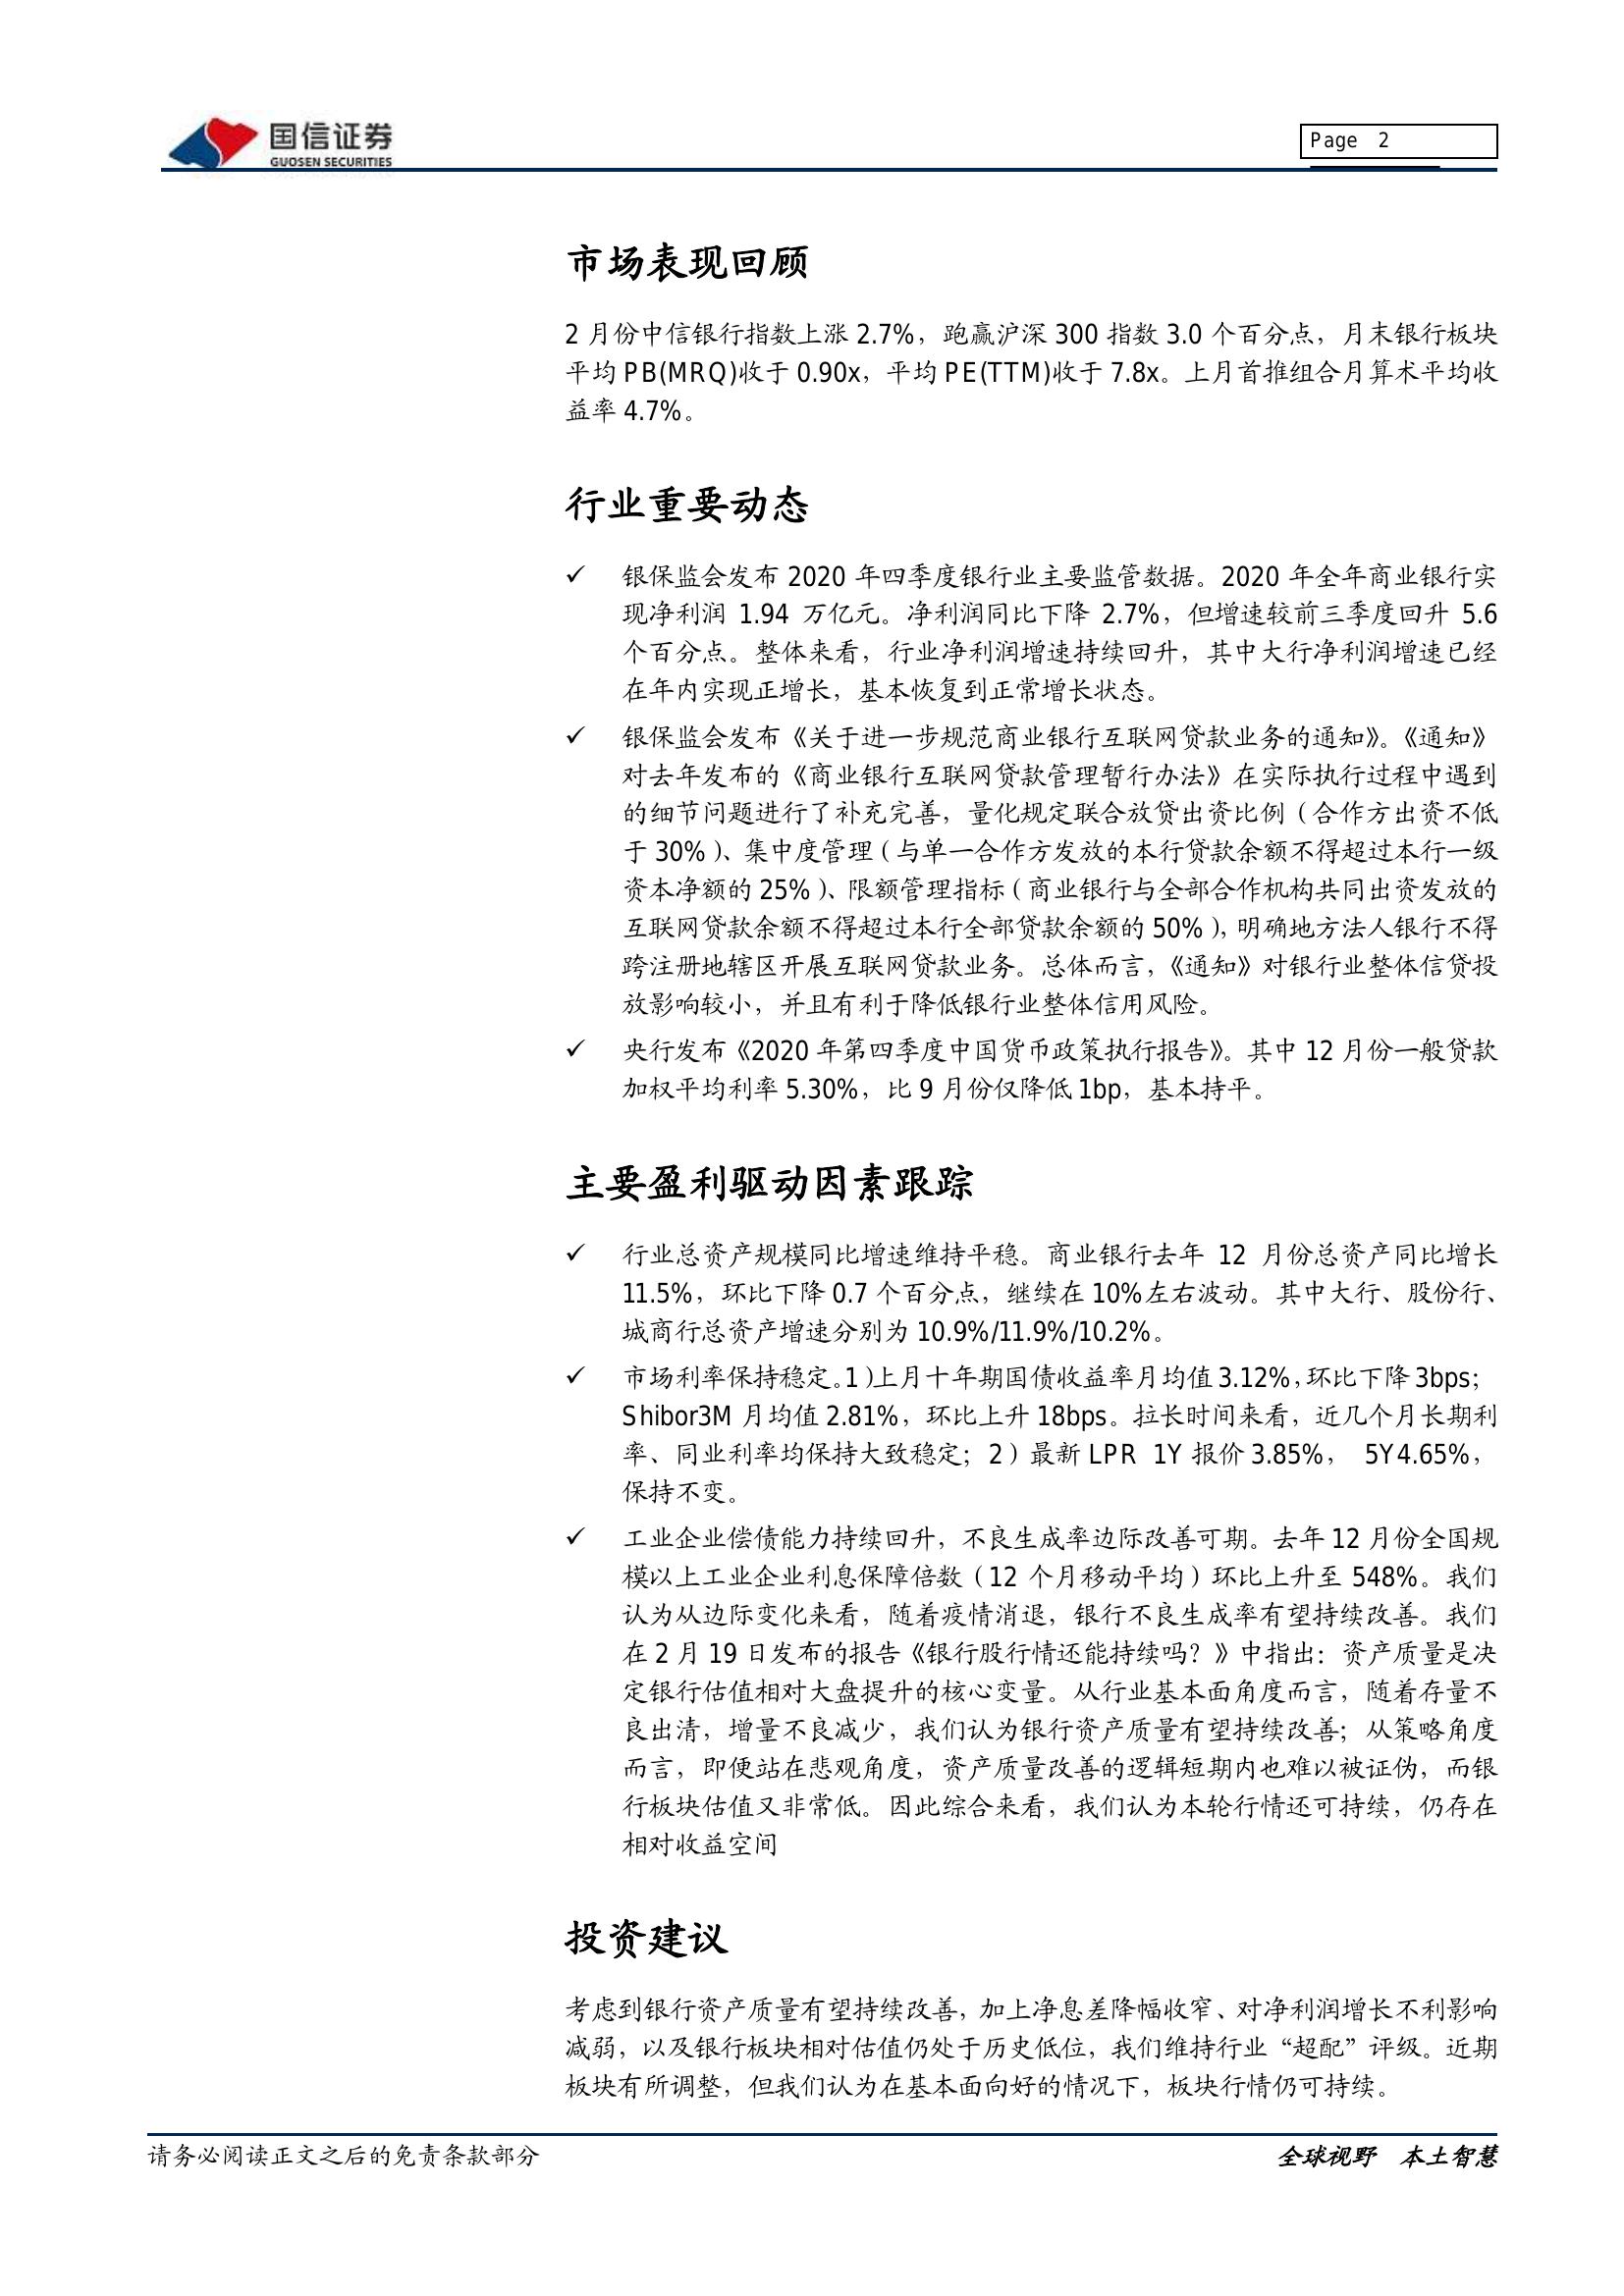 国信证券
GUOSEN SECURITIES
Page 2
市场表现回顾
2 月份中信银行指数上涨 2.7%，跑赢沪深 300 指数 3.0 个百分点，月末银行板块
平均 PB(MRQ)收于 0.90x，平均 PE(TTM)收于 7.8x。上月首推组合月算术平均收
益率 4.7%。
行业重要动态
✓ 银保监会发布 2020 年四季度银行业主要监管数据。2020 年全年商业银行实
现净利润 1.94 万亿元。净利润同比下降 2.7%，但增速较前三季度回升 5.6
个百分点。整体来看，行业净利润增速持续回升，其中大行净利润增速已经
在年内实现正增长，基本恢复到正常增长状态。
✓ 银保监会发布《关于进一步规范商业银行互联网贷款业务的通知》。《通知》
对去年发布的《商业银行互联网贷款管理暂行办法》在实际执行过程中遇到
的细节问题进行了补充完善，量化规定联合放贷出资比例（合作方出资不低
于 30%）、集中度管理（与单一合作方发放的本行贷款余额不得超过本行一级
资本净额的 25%）、限额管理指标（商业银行与全部合作机构共同出资发放的
互联网贷款余额不得超过本行全部贷款余额的 50%），明确地方法人银行不得
跨注册地辖区开展互联网贷款业务。总体而言，《通知》对银行业整体信贷投
放影响较小，并且有利于降低银行业整体信用风险。
✓ 央行发布《2020 年第四季度中国货币政策执行报告》。其中 12 月份一般贷款
加权平均利率 5.30%，比 9 月份仅降低 1bp，基本持平。
主要盈利驱动因素跟踪
✓ 行业总资产规模同比增速维持平稳。商业银行去年 12 月份总资产同比增长
11.5%，环比下降 0.7 个百分点，继续在 10%左右波动。其中大行、股份行、
城商行总资产增速分别为 10.9%/11.9%/10.2%。
✓ 市场利率保持稳定。1）上月十年期国债收益率月均值 3.12%，环比下降 3bps；
Shibor3M 月均值 2.81%，环比上升 18bps。拉长时间来看，近几个月长期利
率、同业利率均保持大致稳定；2）最新 LPR 1Y 报价 3.85%， 5Y4.65%，
保持不变。
✓ 工业企业偿债能力持续回升，不良生成率边际改善可期。去年 12 月份全国规
模以上工业企业利息保障倍数（12 个月移动平均）环比上升至 548%。我们
认为从边际变化来看，随着疫情消退，银行不良生成率有望持续改善。我们
在 2 月 19 日发布的报告《银行股行情还能持续吗？》中指出：资产质量是决
定银行估值相对大盘提升的核心变量。从行业基本面角度而言，随着存量不
良出清，增量不良减少，我们认为银行资产质量有望持续改善；从策略角度
而言，即便站在悲观角度，资产质量改善的逻辑短期内也难以被证伪，而银
行板块估值又非常低。因此综合来看，我们认为本轮行情还可持续，仍存在
相对收益空间
投资建议
考虑到银行资产质量有望持续改善，加上净息差降幅收窄、对净利润增长不利影响
减弱，以及银行板块相对估值仍处于历史低位，我们维持行业“超配”评级。近期
板块有所调整，但我们认为在基本面向好的情况下，板块行情仍可持续。
请务必阅读正文之后的免责条款部分
全球视野 本土智慧